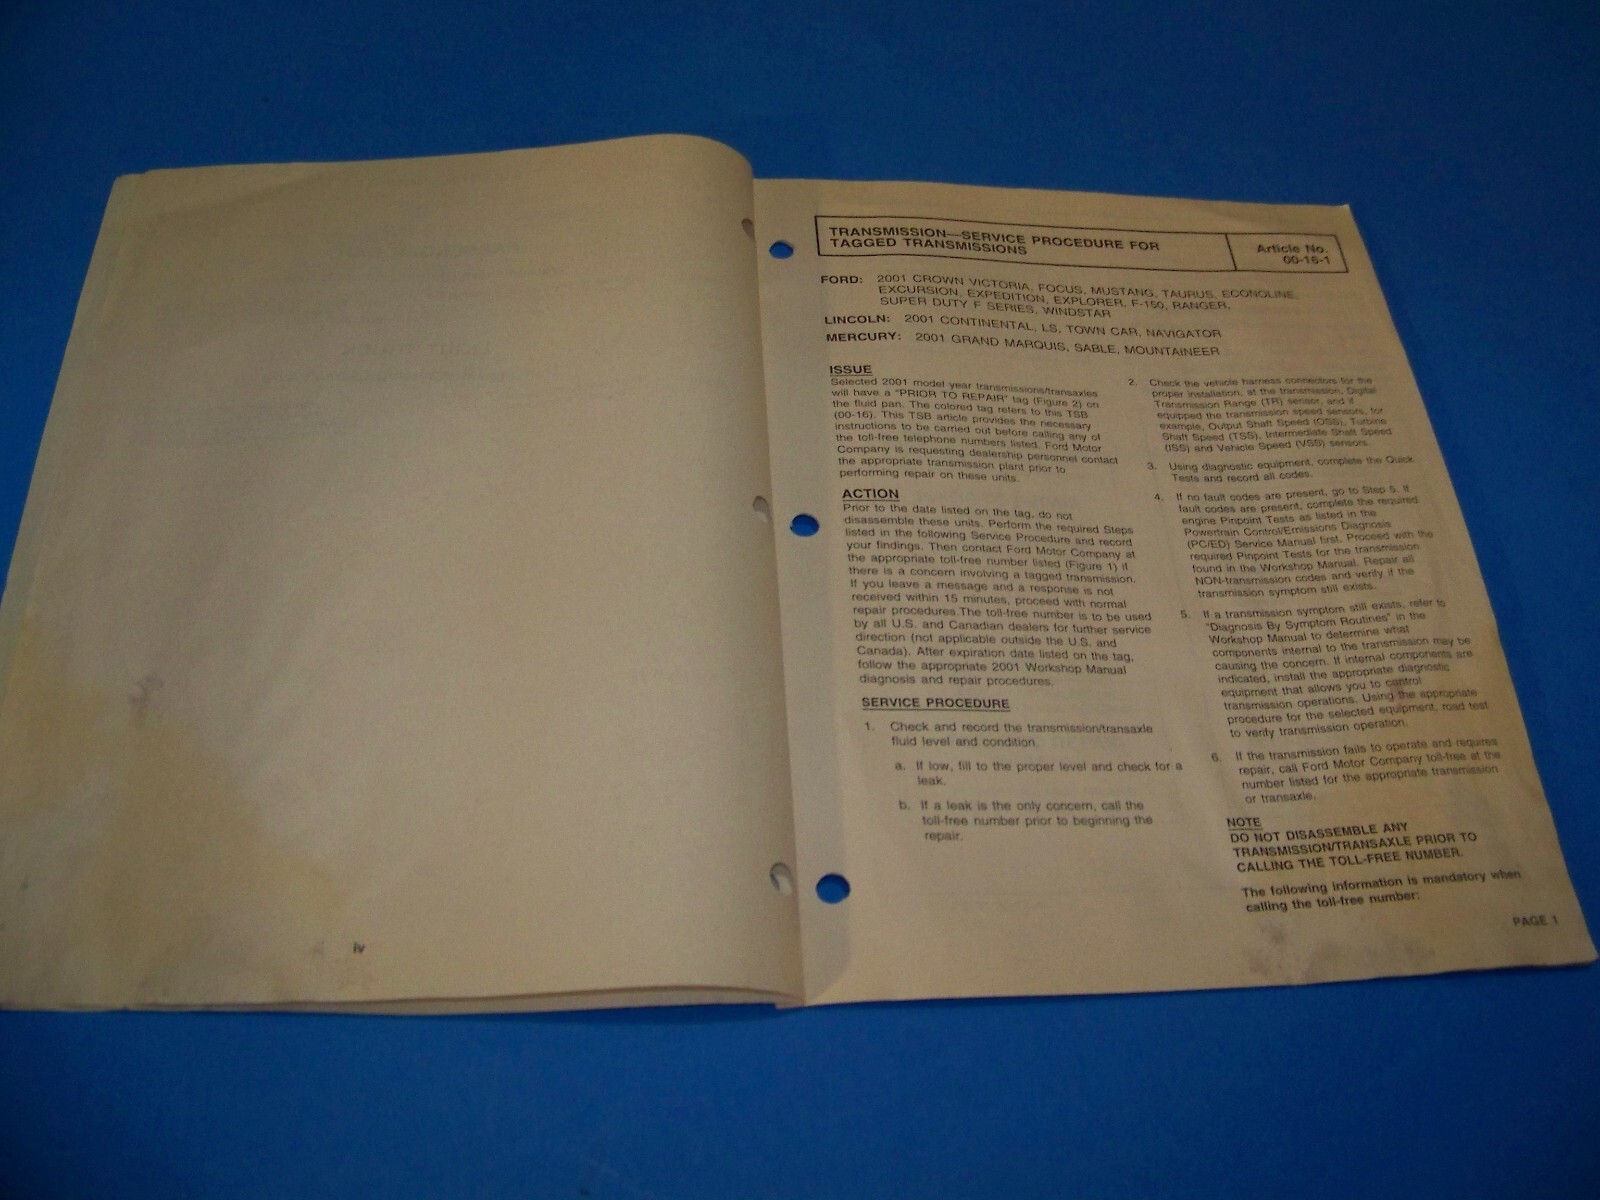 iv
TRANSMISSION—SERVICE PROCEDURE FOR
TAGGED TRANSMISSIONS
Article No.
00-16-1
FORD: 2001 CROWN VICTORIA, FOCUS, MUSTANG, TAURUS, ECONOLINE,
EXCURSION, EXPEDITION, EXPLORER, F-150, RANGER,
SUPER DUTY F SERIES, WINDSTAR
LINCOLN: 2001 CONTINENTAL, LS, TOWN CAR, NAVIGATOR
MERCURY: 2001 GRAND MARQUIS, SABLE, MOUNTAINEER
ISSUE
Selected 2001 model year transmissions/transaxles
will have a "PRIOR TO REPAIR" tag (Figure 2) on
the fluid pan. The colored tag refers to this TSB
(00-16). This TSB article provides the necessary
instructions to be carried out before calling any of
the toll-free telephone numbers listed. Ford Motor
Company is requesting dealership personnel contact
the appropriate transmission plant prior to
performing repair on these units.
ACTION
Prior to the date listed on the tag, do not
disassemble these units. Perform the required Steps
listed in the following Service Procedure and record
your findings. Then contact Ford Motor Company at
the appropriate toll-free number listed (Figure 1) if
there is a concern involving a tagged transmission.
If you leave a message and a response is not
received within 15 minutes, proceed with normal
repair procedures.The toll-free number is to be used
by all U.S. and Canadian dealers for further service
direction (not applicable outside the U.S. and
Canada). After expiration date listed on the tag,
follow the appropriate 2001 Workshop Manual
diagnosis and repair procedures.
SERVICE PROCEDURE
1. Check and record the transmission/transaxle
fluid level and condition.
a. If low, fill to the proper level and check for a
leak.
b. If a leak is the only concern, call the
toll-free number prior to beginning the
repair.
2. Check the vehicle harness connectors for the
proper installation, at the transmission, Digital
Transmission Range (TR) sensor, and if
equipped the transmission speed sensors, for
example, Output Shaft Speed (OSS), Turbine
Shaft Speed (TSS), Intermediate Shaft Speed
(ISS) and Vehicle Speed (VSS) sensors.
3. Using diagnostic equipment, complete the Quick
Tests and record all codes.
4. If no fault codes are present, go to Step 5. If
fault codes are present, complete the required
engine Pinpoint Tests as listed in the
Powertrain Control/Emissions Diagnosis
(PC/ED) Service Manual first. Proceed with the
required Pinpoint Tests for the transmission
found in the Workshop Manual. Repair all
NON-transmission codes and verify if the
transmission symptom still exists.
5. If a transmission symptom still exists, refer to
"Diagnosis By Symptom Routines" in the
Workshop Manual to determine what
components internal to the transmission may be
causing the concern. If internal components are
indicated, install the appropriate diagnostic
equipment that allows you to control
transmission operations. Using the appropriate
procedure for the selected equipment, road test
to verify transmission operation.
6. If the transmission fails to operate and requires
repair, call Ford Motor Company toll-free at the
number listed for the appropriate transmission
or transaxle.
NOTE
DO NOT DISASSEMBLE ANY
TRANSMISSION/TRANSAXLE PRIOR TO
CALLING THE TOLL-FREE NUMBER.
The following information is mandatory when
calling the toll-free number:
PAGE 1